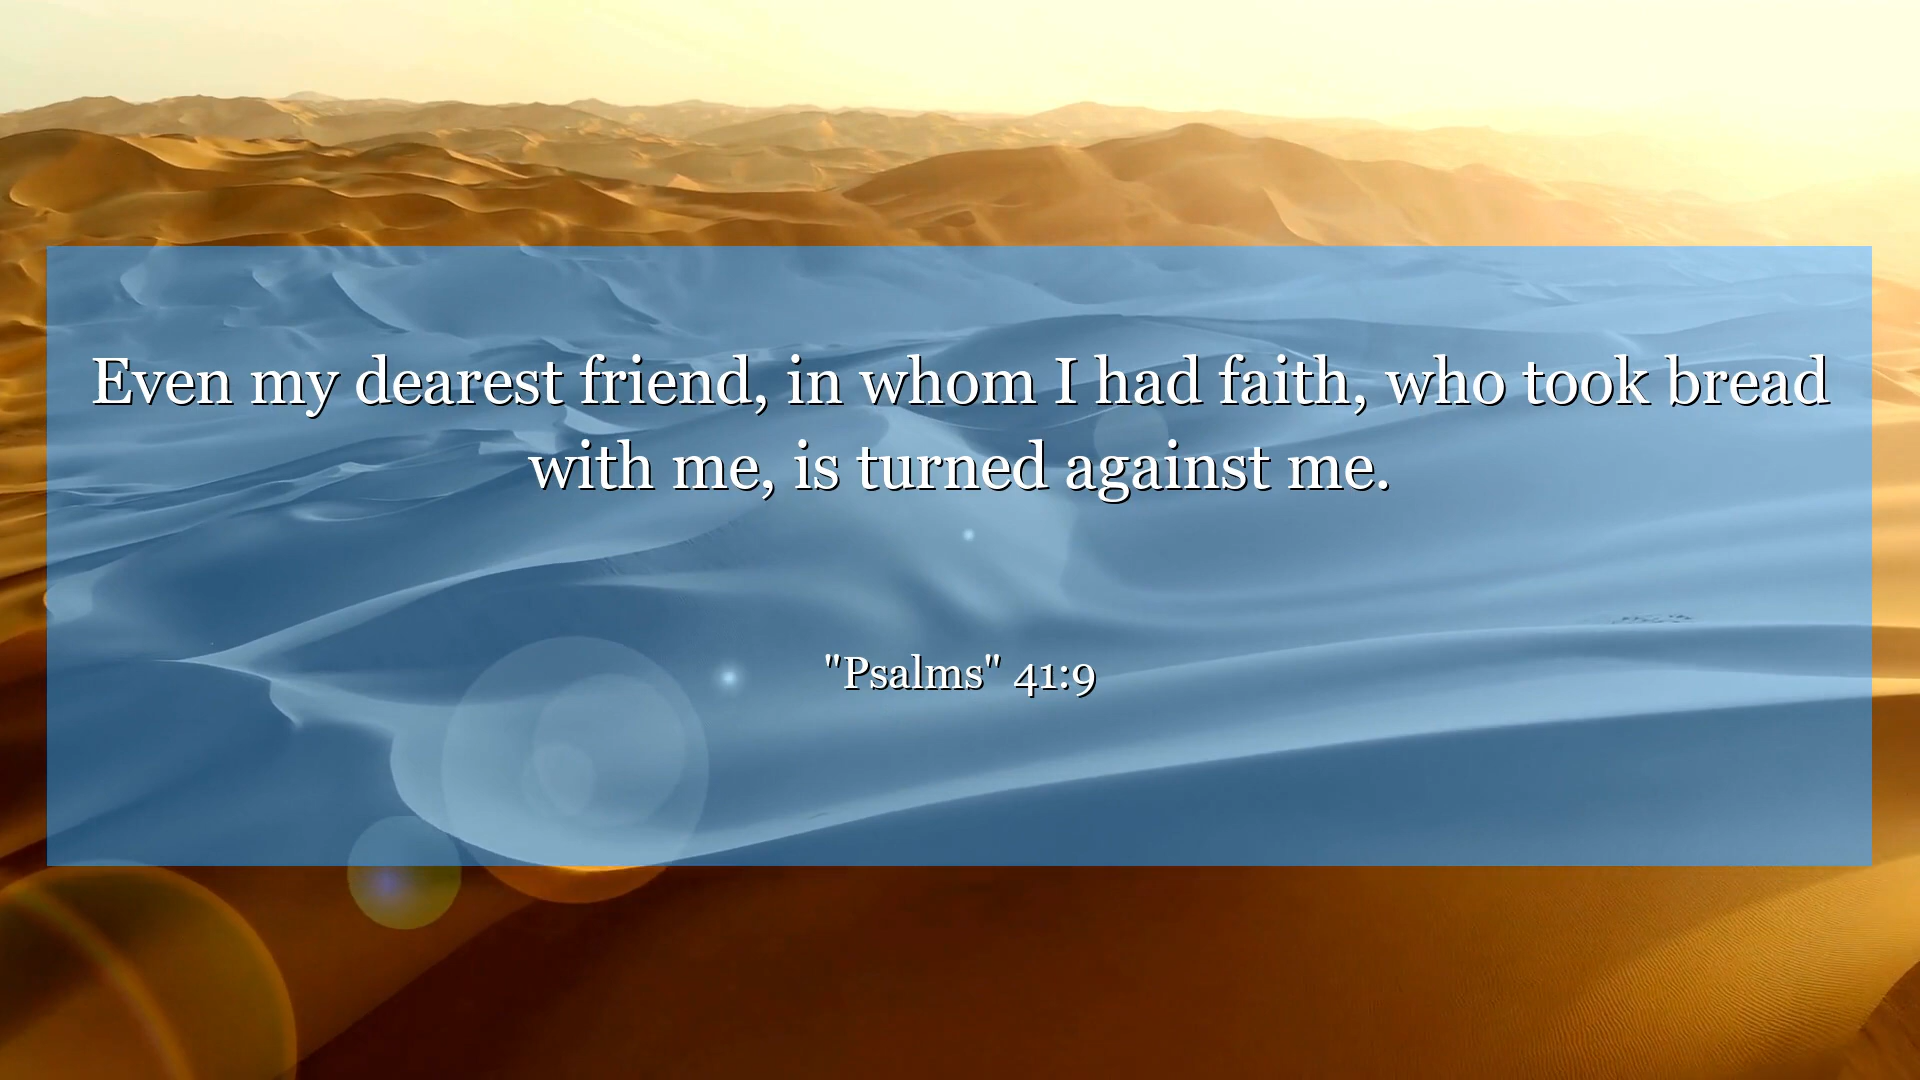 Even my dearest friend, in whom I had faith, who took bread
with me, is turned against me.
"Psalms" 41:9